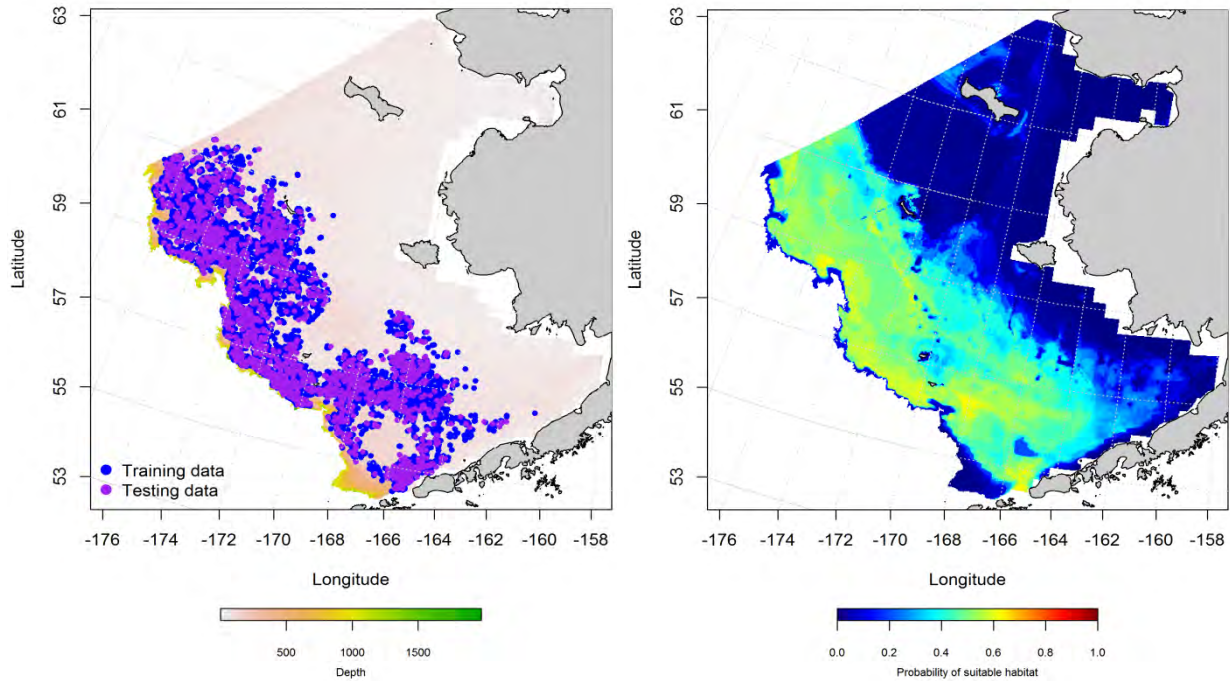 63
61
59
57
55
53
Latitude
Training data
Testing data
-176 -174 -172 -170 -168 -166 -164 -162 -160 -158
Longitude
500 1000 1500
Depth
63
61
59
57
55
53
Latitude
-176 -174 -172 -170 -168 -166 -164 -162 -160 -158
Longitude
0.0 0.2 0.4 0.6 0.8 1.0
Probability of suitable habitat